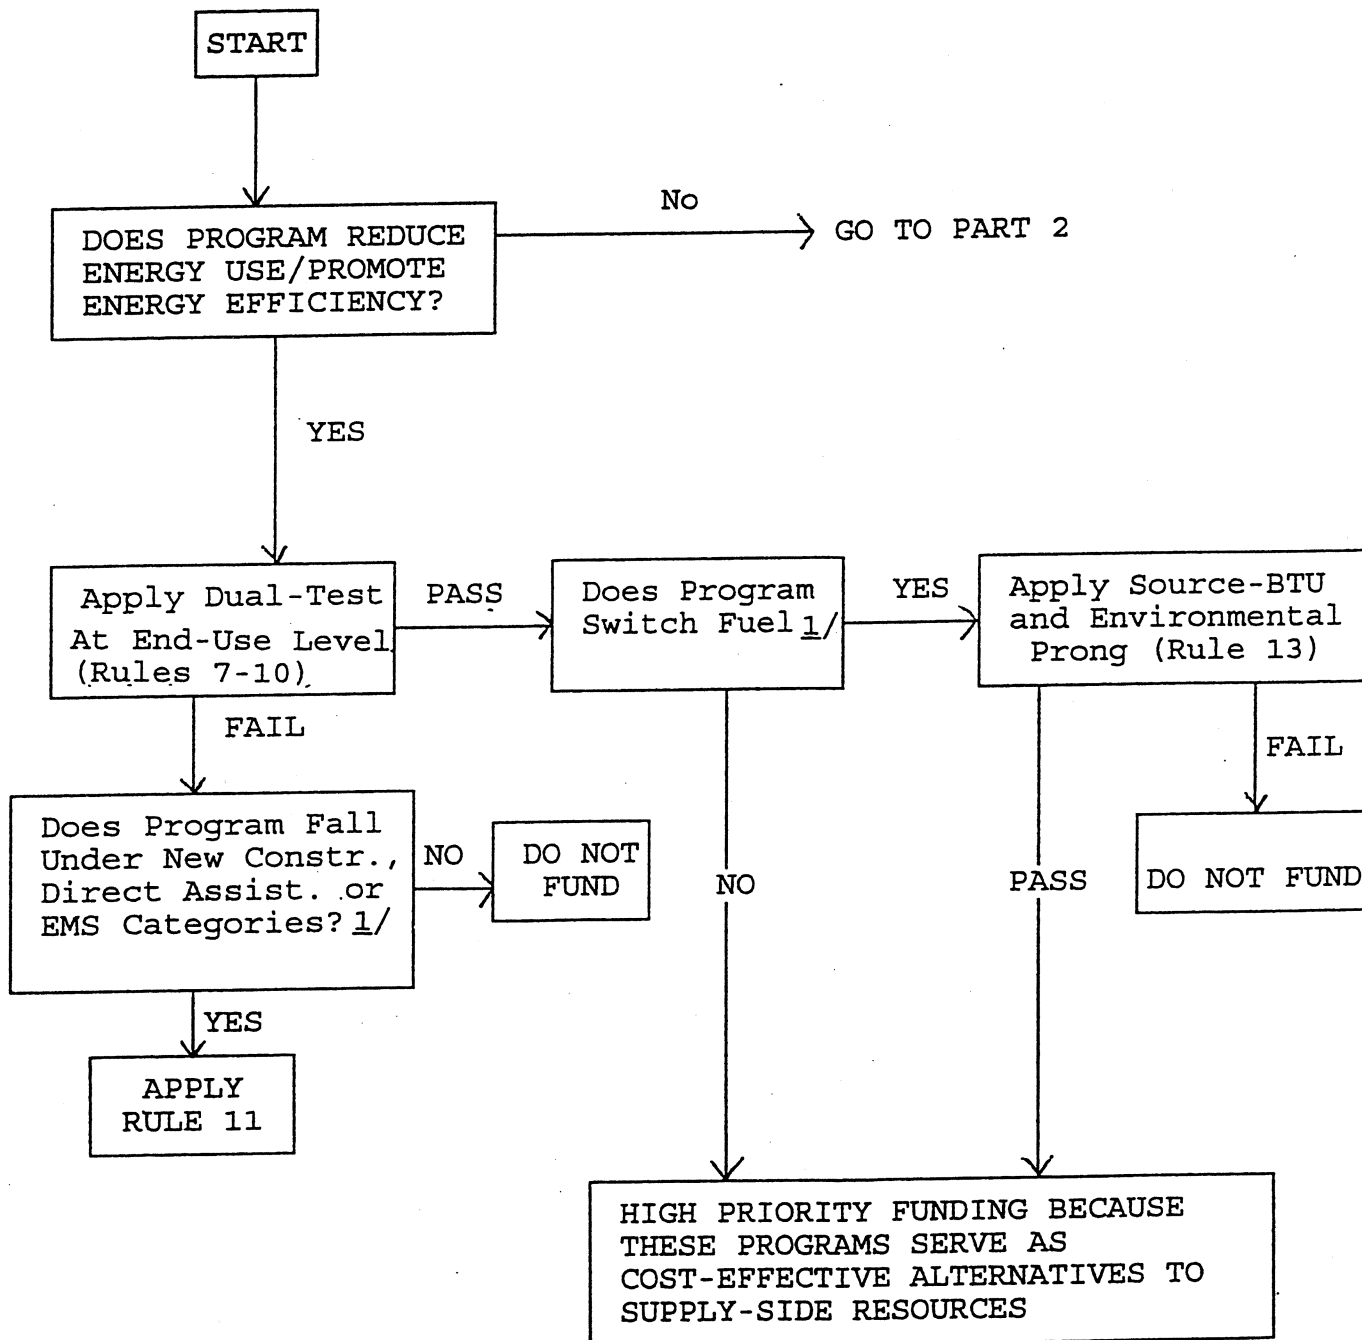 START
No
GO TO PART 2
DOES PROGRAM REDUCE
ENERGY USE/PROMOTE
ENERGY EFFICIENCY?
YES
Apply Dual-Test
At End-Use Level
(Rules 7-10)
PASS
Does Program
Switch Fuel 1/
YES
Apply Source-BTU
and Environmental
Prong (Rule 13)
FAIL
FAIL
Does Program Fall
Under New Constr.,
Direct Assist. or
EMS Categories? 1/
NO
DO NOT
FUND
NO
PASS
DO NOT FUND
YES
APPLY
RULE 11
HIGH PRIORITY FUNDING BECAUSE
THESE PROGRAMS SERVE AS
COST-EFFECTIVE ALTERNATIVES TO
SUPPLY-SIDE RESOURCES